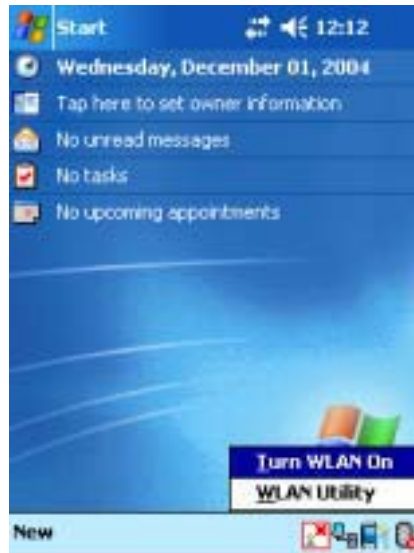 Start 12:12
Wednesday, December 01, 2004
Tap here to set owner information
No unread messages
No tasks
No upcoming appointments
Turn WLAN On
WLAN Utility
New